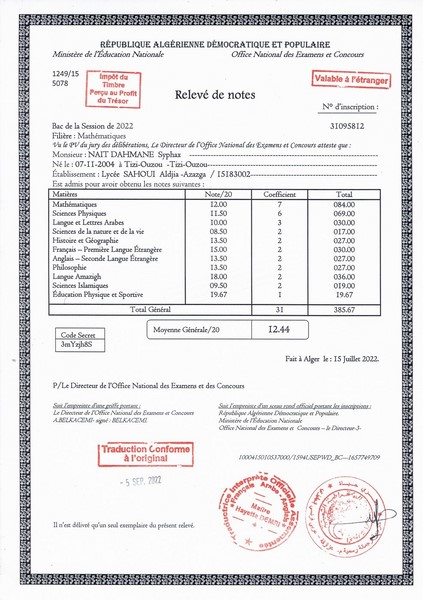 RÉPUBLIQUE ALGÉRIENNE DÉMOCRATIQUE ET POPULAIRE
Ministère de l'Éducation Nationale Office National des Examens et Concours
1249/15
5078
Impôt du
Timbre
Perçu au Profit
du Trésor
Valable à l'étranger
Relevé de notes
N° d'inscription :
Bac de la Session de 2022 31095812
Filière : Mathématiques
Vu le PV du jury des délibérations, Le Directeur de l'Office National des Examens et Concours atteste que :
Monsieur : NAIT DAHMANE Syphax
Né le : 07-11-2004 à Tizi-Ouzou -Tizi-Ouzou
Établissement : Lycée SAHOUI Aldjia -Azazga / 15183002
Est admis pour avoir obtenu les notes suivantes :
Matières Note/20 Coefficient Total
Mathématiques 12.00 7 084.00
Sciences Physiques 11.50 6 069.00
Langue et Lettres Arabes 10.00 3 030.00
Sciences de la nature et de la vie 08.50 2 017.00
Histoire et Géographie 13.50 2 027.00
Français – Première Langue Étrangère 15.00 2 030.00
Anglais – Seconde Langue Étrangère 13.50 2 027.00
Philosophie 13.50 2 027.00
Langue Amazigh 18.00 2 036.00
Sciences Islamiques 09.50 2 019.00
Éducation Physique et Sportive 19.67 1 19.67
Total Général 31 385.67
Code Secret
3mYzjh8S
Moyenne Générale/20 12.44
Fait à Alger le : 15 Juillet 2022.
P/Le Directeur de l'Office National des Examens et des Concours
Suit l'empreinte d'une griffe portant :
Le Directeur de l'Office National des Examens et Concours
A.BELKACEMI- signé : BELKACEMI.
Suit l'empreinte d'un sceau rond officiel portant les inscriptions :
République Algérienne Démocratique et Populaire.
Ministère de l'Éducation Nationale
Office National des Examens et Concours – le Directeur-3-
Traduction Conforme
à l'original
- 5 SEP. 2022
1000415010537000/15941.SEPWD_BC--1657749709
Traductrice Interprète Officielle Assermentée
Français - Arabe - Anglais
Maître
Hayette DEMRI
Il n'est délivré qu'un seul exemplaire du présent relevé.